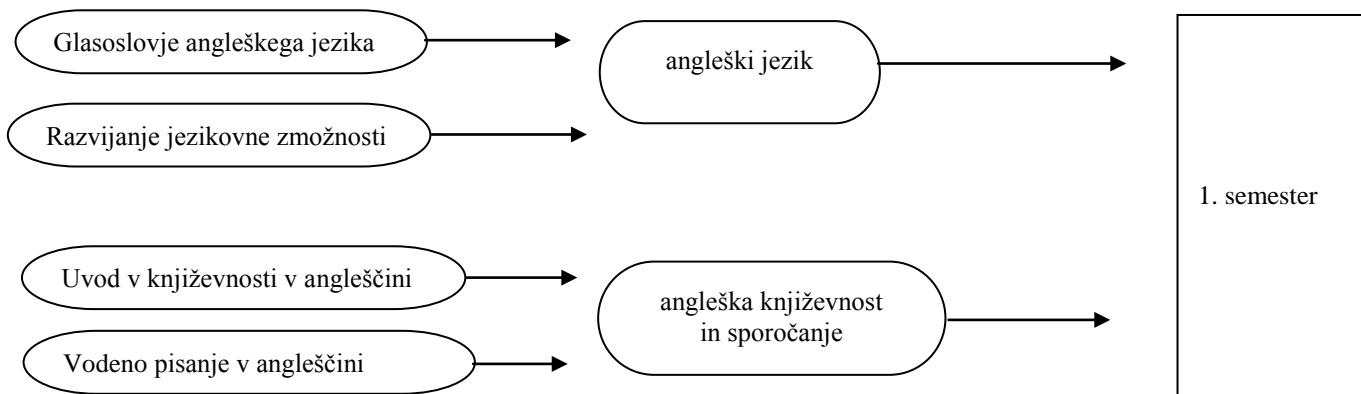 Glasoslovje angleškega jezika
angleški jezik
Razvijanje jezikovne zmožnosti
1. semester
Uvod v književnosti v angleščini
angleška književnost
in sporočanje
Vodeno pisanje v angleščini